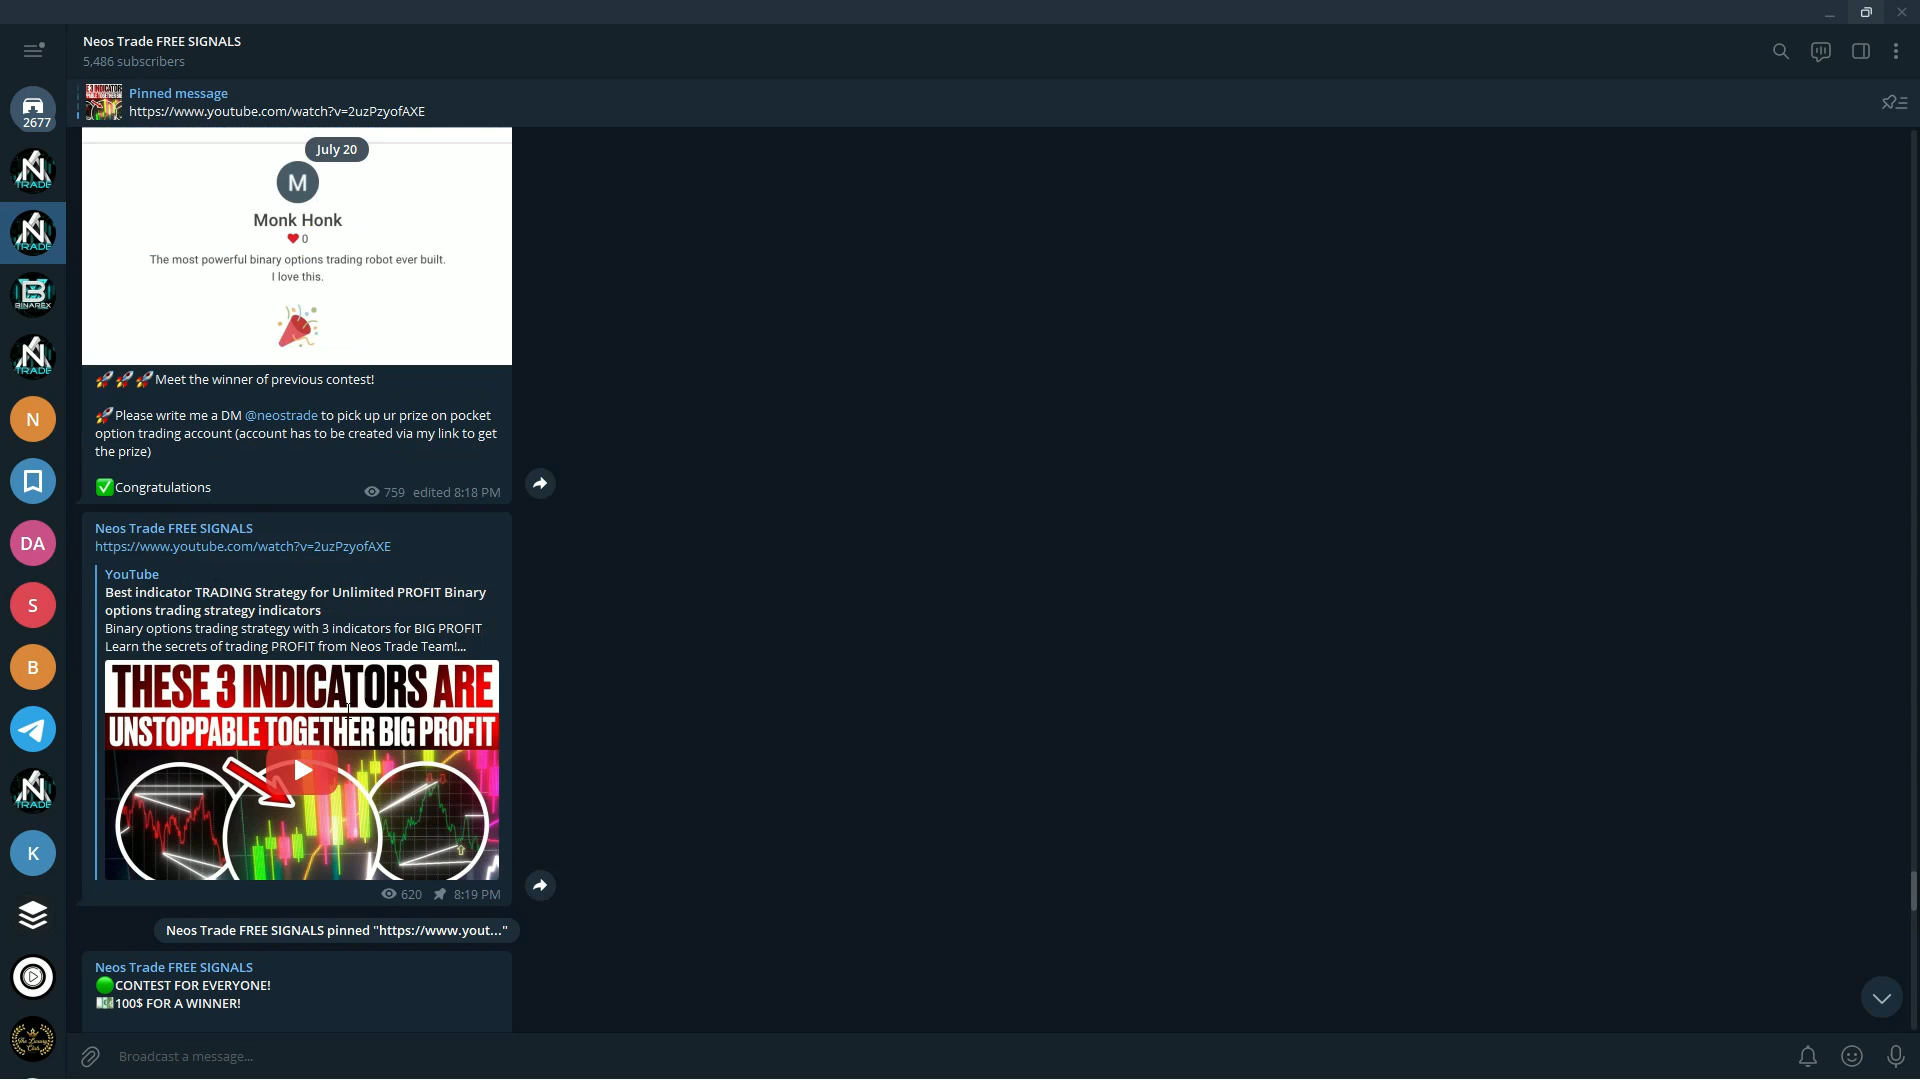 Neos Trade FREE SIGNALS
5,486 subscribers
Pinned message
https://www.youtube.com/watch?v=2uzPzyofAXE
2677
N TRADE
N TRADE
B BINAREX
N TRADE
N
DA
S
B
N TRADE
K
The Luxury Club
July 20
M
Monk Honk
❤ 0
The most powerful binary options trading robot ever built.
I love this.
🚀🚀🚀Meet the winner of previous contest!
🚀Please write me a DM @neostrade to pick up ur prize on pocket
option trading account (account has to be created via my link to get
the prize)
✅Congratulations
759 edited 8:18 PM
Neos Trade FREE SIGNALS
https://www.youtube.com/watch?v=2uzPzyofAXE
YouTube
Best indicator TRADING Strategy for Unlimited PROFIT Binary
options trading strategy indicators
Binary options trading strategy with 3 indicators for BIG PROFIT
Learn the secrets of trading PROFIT from Neos Trade Team!...
THESE 3 INDICATORS ARE
UNSTOPPABLE TOGETHER BIG PROFIT
620 8:19 PM
Neos Trade FREE SIGNALS pinned "https://www.yout..."
Neos Trade FREE SIGNALS
🟢CONTEST FOR EVERYONE!
💵100$ FOR A WINNER!
Broadcast a message...